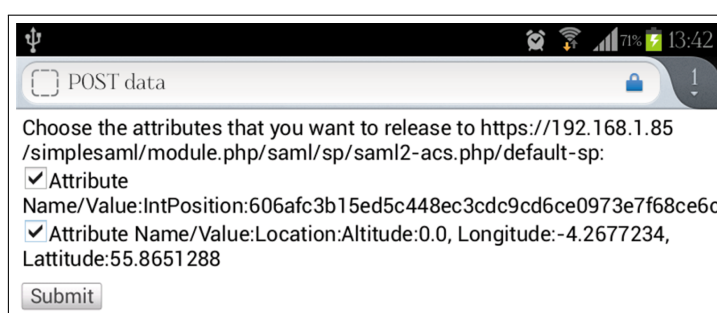 71% 13:42
POST data 1
Choose the attributes that you want to release to https://192.168.1.85
/simplesaml/module.php/saml/sp/saml2-acs.php/default-sp:
Attribute
Name/Value:IntPosition:606afc3b15ed5c448ec3cdc9cd6ce0973e7f68ce6c
Attribute Name/Value:Location:Altitude:0.0, Longitude:-4.2677234,
Lattitude:55.8651288
Submit